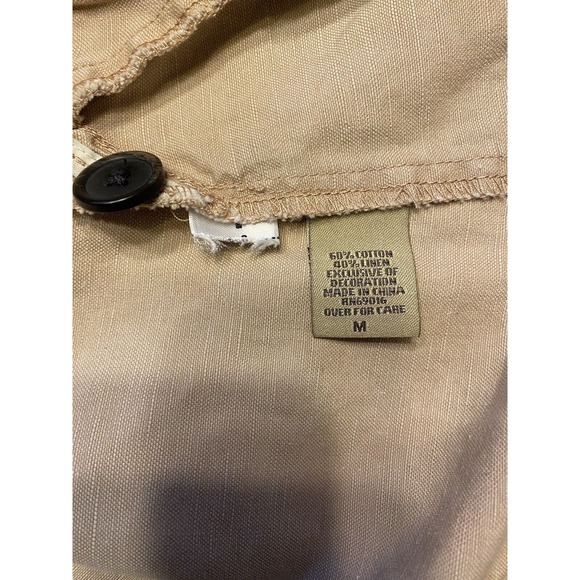 60% COTTON
40% LINEN
EXCLUSIVE OF
DECORATION
MADE IN CHINA
RN69016
OVER FOR CARE
M